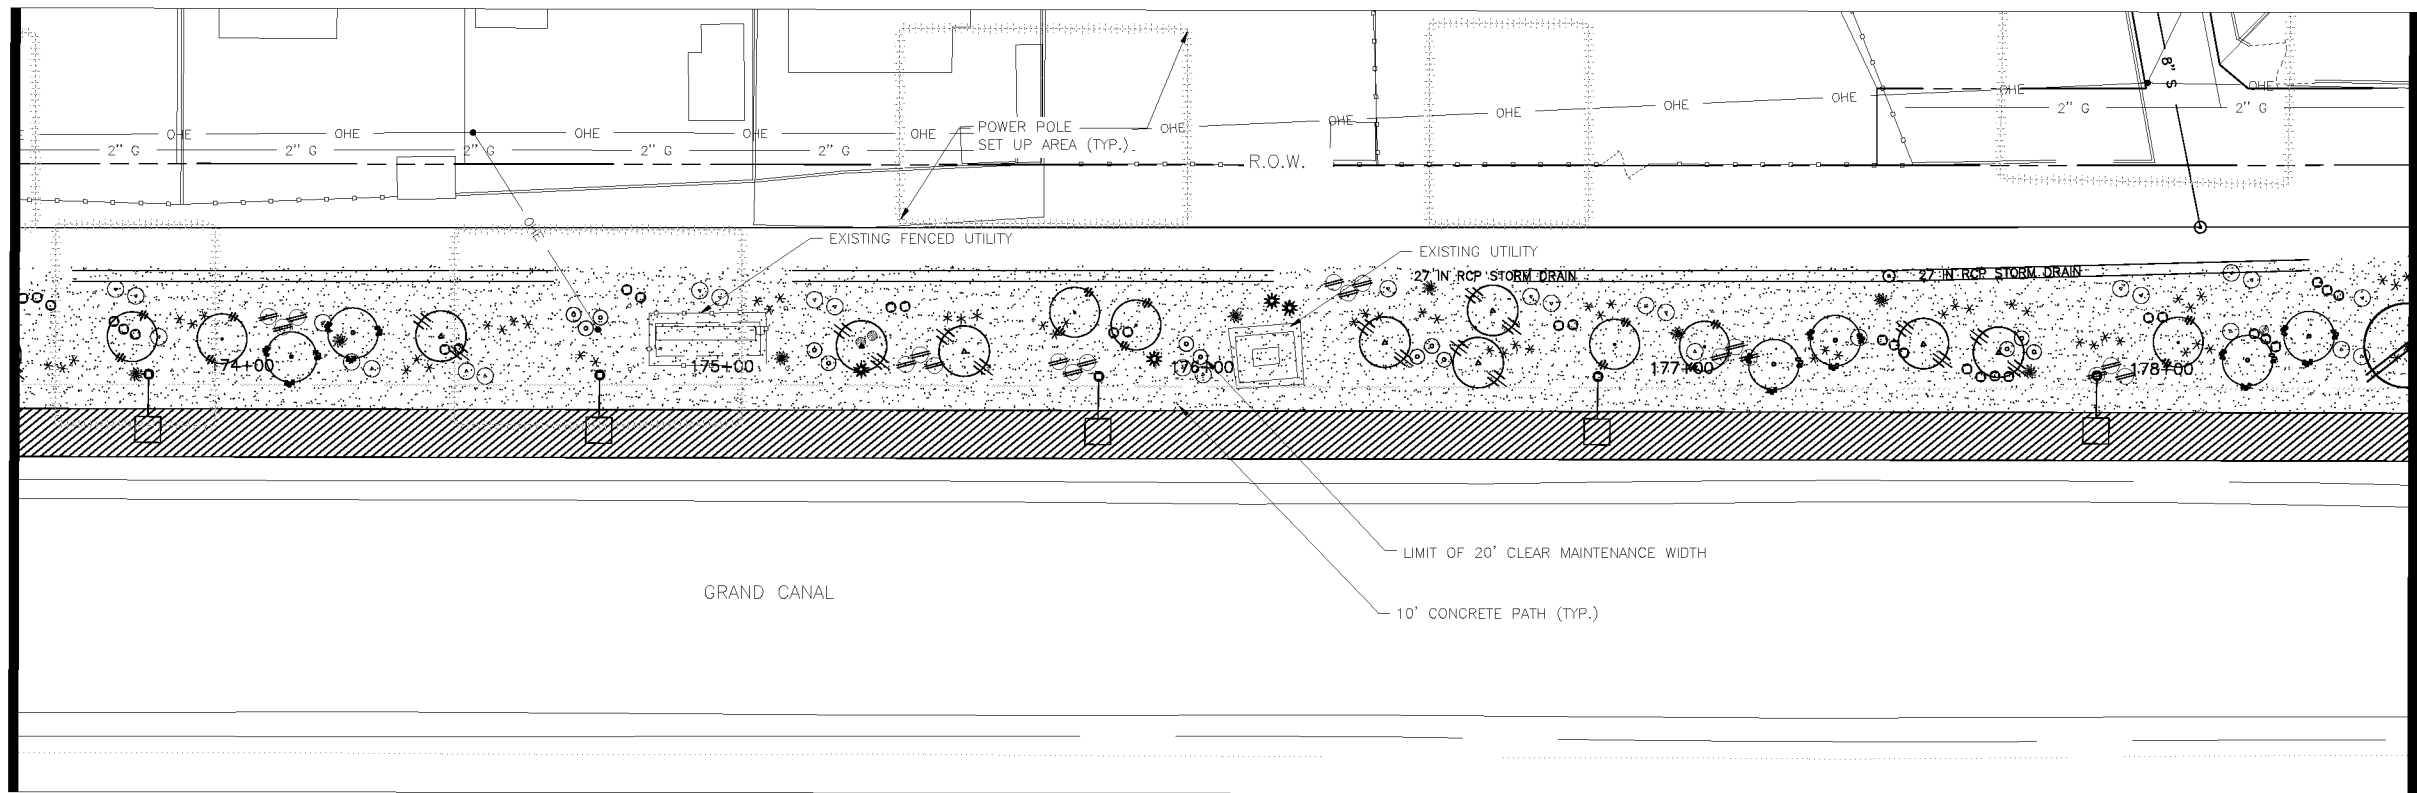 8" S
OHE
OHE
OHE
OHE
OHE
OHE
OHE
OHE
OHE
OHE
OHE
OHE
2" G
2" G
2" G
2" G
2" G
2" G
2" G
POWER POLE
SET UP AREA (TYP.)
R.O.W.
OHE
EXISTING FENCED UTILITY
EXISTING UTILITY
27 IN RCP STORM DRAIN
27 IN RCP STORM DRAIN
174+00
175+00
176+00
177+00
178+00
LIMIT OF 20' CLEAR MAINTENANCE WIDTH
GRAND CANAL
10' CONCRETE PATH (TYP.)